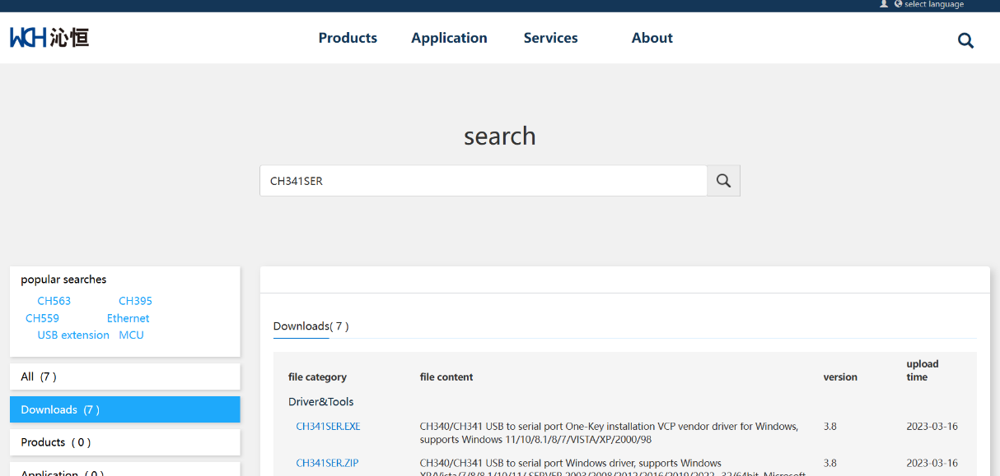 select language
WCH 沁恒
Products Application Services About
search
CH341SER
popular searches
CH563 CH395
CH559 Ethernet
USB extension MCU
All (7)
Downloads (7)
Products (0)
Application (0)
Downloads( 7 )
file category file content version upload time
Driver&Tools
CH341SER.EXE CH340/CH341 USB to serial port One-Key installation VCP vendor driver for Windows, 3.8 2023-03-16
supports Windows 11/10/8.1/8/7/VISTA/XP/2000/98
CH341SER.ZIP CH340/CH341 USB to serial port Windows driver, supports Windows 3.8 2023-03-16
XP/Vista/7/8/8.1/10/11/ SERVER 2003/2008/2012/2016/2019/2022 -32/64bit, Microsoft